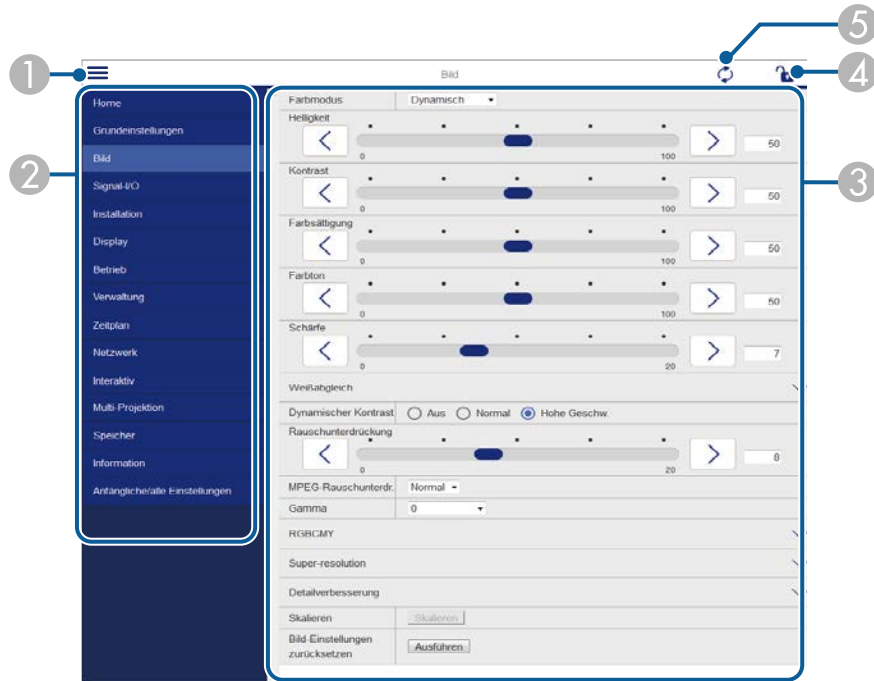 5
1
Bild
4
2
Home
Grundeinstellungen
Bild
Signal-I/O
Installation
Display
Betrieb
Verwaltung
Zeitplan
Netzwerk
Interaktiv
Multi-Projektion
Speicher
Information
Anfängliche/alle Einstellungen
3
Farbmodus Dynamisch
Helligkeit
50
0 100
Kontrast
50
0 100
Farbsättigung
50
0 100
Farbton
50
0 100
Schärfe
7
0 20
Weißabgleich
Dynamischer Kontrast Aus Normal Hohe Geschw.
Rauschunterdrückung
8
0 20
MPEG-Rauschunterdr. Normal
Gamma 0
RGBCMY
Super-resolution
Detailverbesserung
Skalieren Skalieren
Bild-Einstellungen
zurücksetzen Ausführen